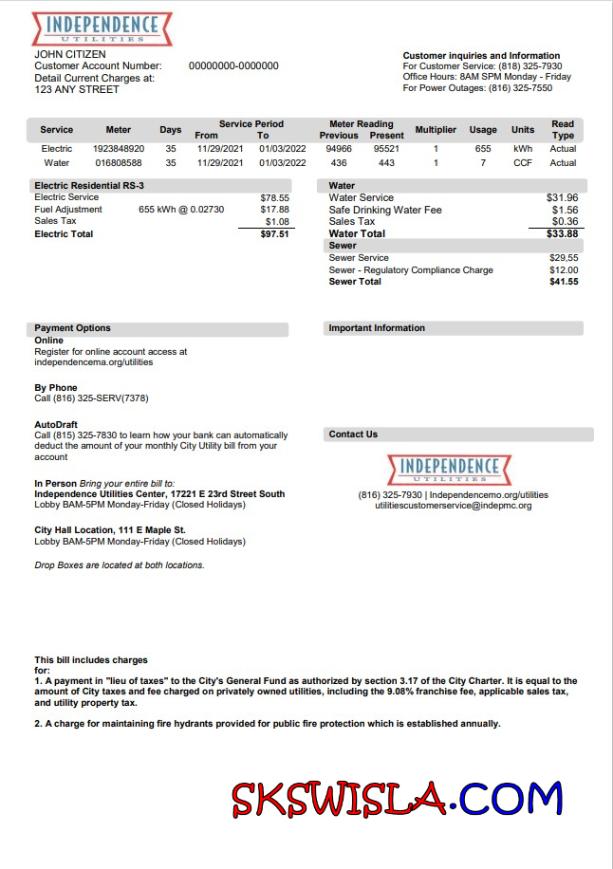 INDEPENDENCE
UTILITIES
JOHN CITIZEN
Customer Account Number: 00000000-0000000
Detail Current Charges at:
123 ANY STREET
Customer inquiries and Information
For Customer Service: (818) 325-7930
Office Hours: 8AM SPM Monday - Friday
For Power Outages: (816) 325-7550
Service Meter Days Service Period Meter Reading Multiplier Usage Units Read
From To Previous Present Type
Electric 1923848920 35 11/29/2021 01/03/2022 94966 95521 1 655 kWh Actual
Water 016808588 35 11/29/2021 01/03/2022 436 443 1 7 CCF Actual
Electric Residential RS-3
Electric Service $78.55
Fuel Adjustment 655 kWh @ 0.02730 $17.88
Sales Tax $1.08
Electric Total $97.51
Water
Water Service $31.96
Safe Drinking Water Fee $1.56
Sales Tax $0.36
Water Total $33.88
Sewer
Sewer Service $29,55
Sewer - Regulatory Compliance Charge $12.00
Sewer Total $41.55
Payment Options
Online
Register for online account access at
independencema.org/utilities
By Phone
Call (816) 325-SERV(7378)
AutoDraft
Call (815) 325-7830 to learn how your bank can automatically
deduct the amount of your monthly City Utility bill from your
account
In Person Bring your entire bill to:
Independence Utilities Center, 17221 E 23rd Street South
Lobby BAM-5PM Monday-Friday (Closed Holidays)
City Hall Location, 111 E Maple St.
Lobby BAM-5PM Monday-Friday (Closed Holidays)
Drop Boxes are located at both locations.
Important Information
Contact Us
INDEPENDENCE
UTILITIES
(816) 325-7930 | Independencemo.org/utilities
utilitiescustomerservice@indepmc.org
This bill includes charges
for:
1. A payment in "lieu of taxes" to the City's General Fund as authorized by section 3.17 of the City Charter. It is equal to the
amount of City taxes and fee charged on privately owned utilities, including the 9.08% franchise fee, applicable sales tax,
and utility property tax.
2. A charge for maintaining fire hydrants provided for public fire protection which is established annually.
SKSWISLA.COM